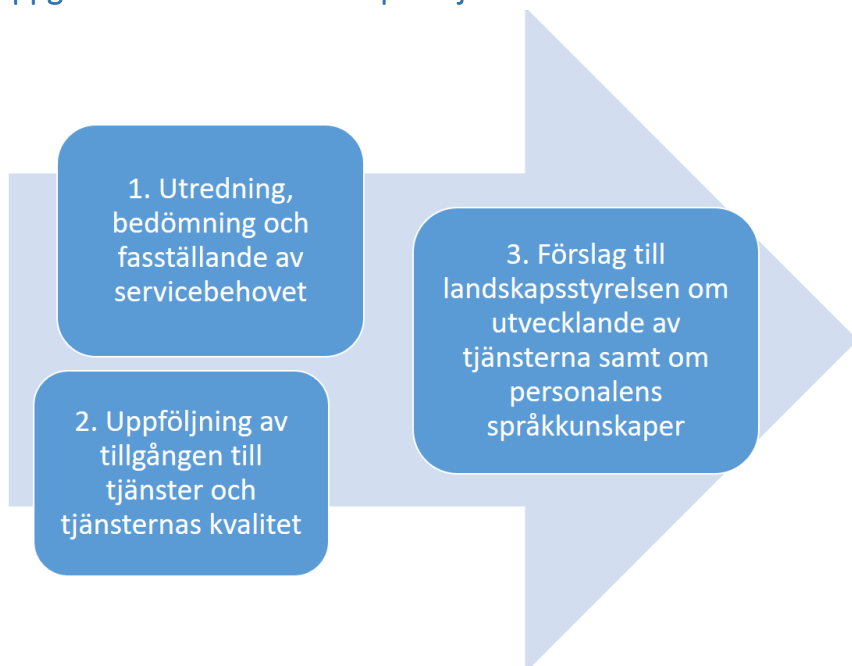 1. Utredning,
bedömning och
fasställande av
servicebehovet
2. Uppföljning av
tillgången till
tjänster och
tjänsternas kvalitet
3. Förslag till
landskapsstyrelsen om
utvecklande av
tjänsterna samt om
personalens
språkkunskaper